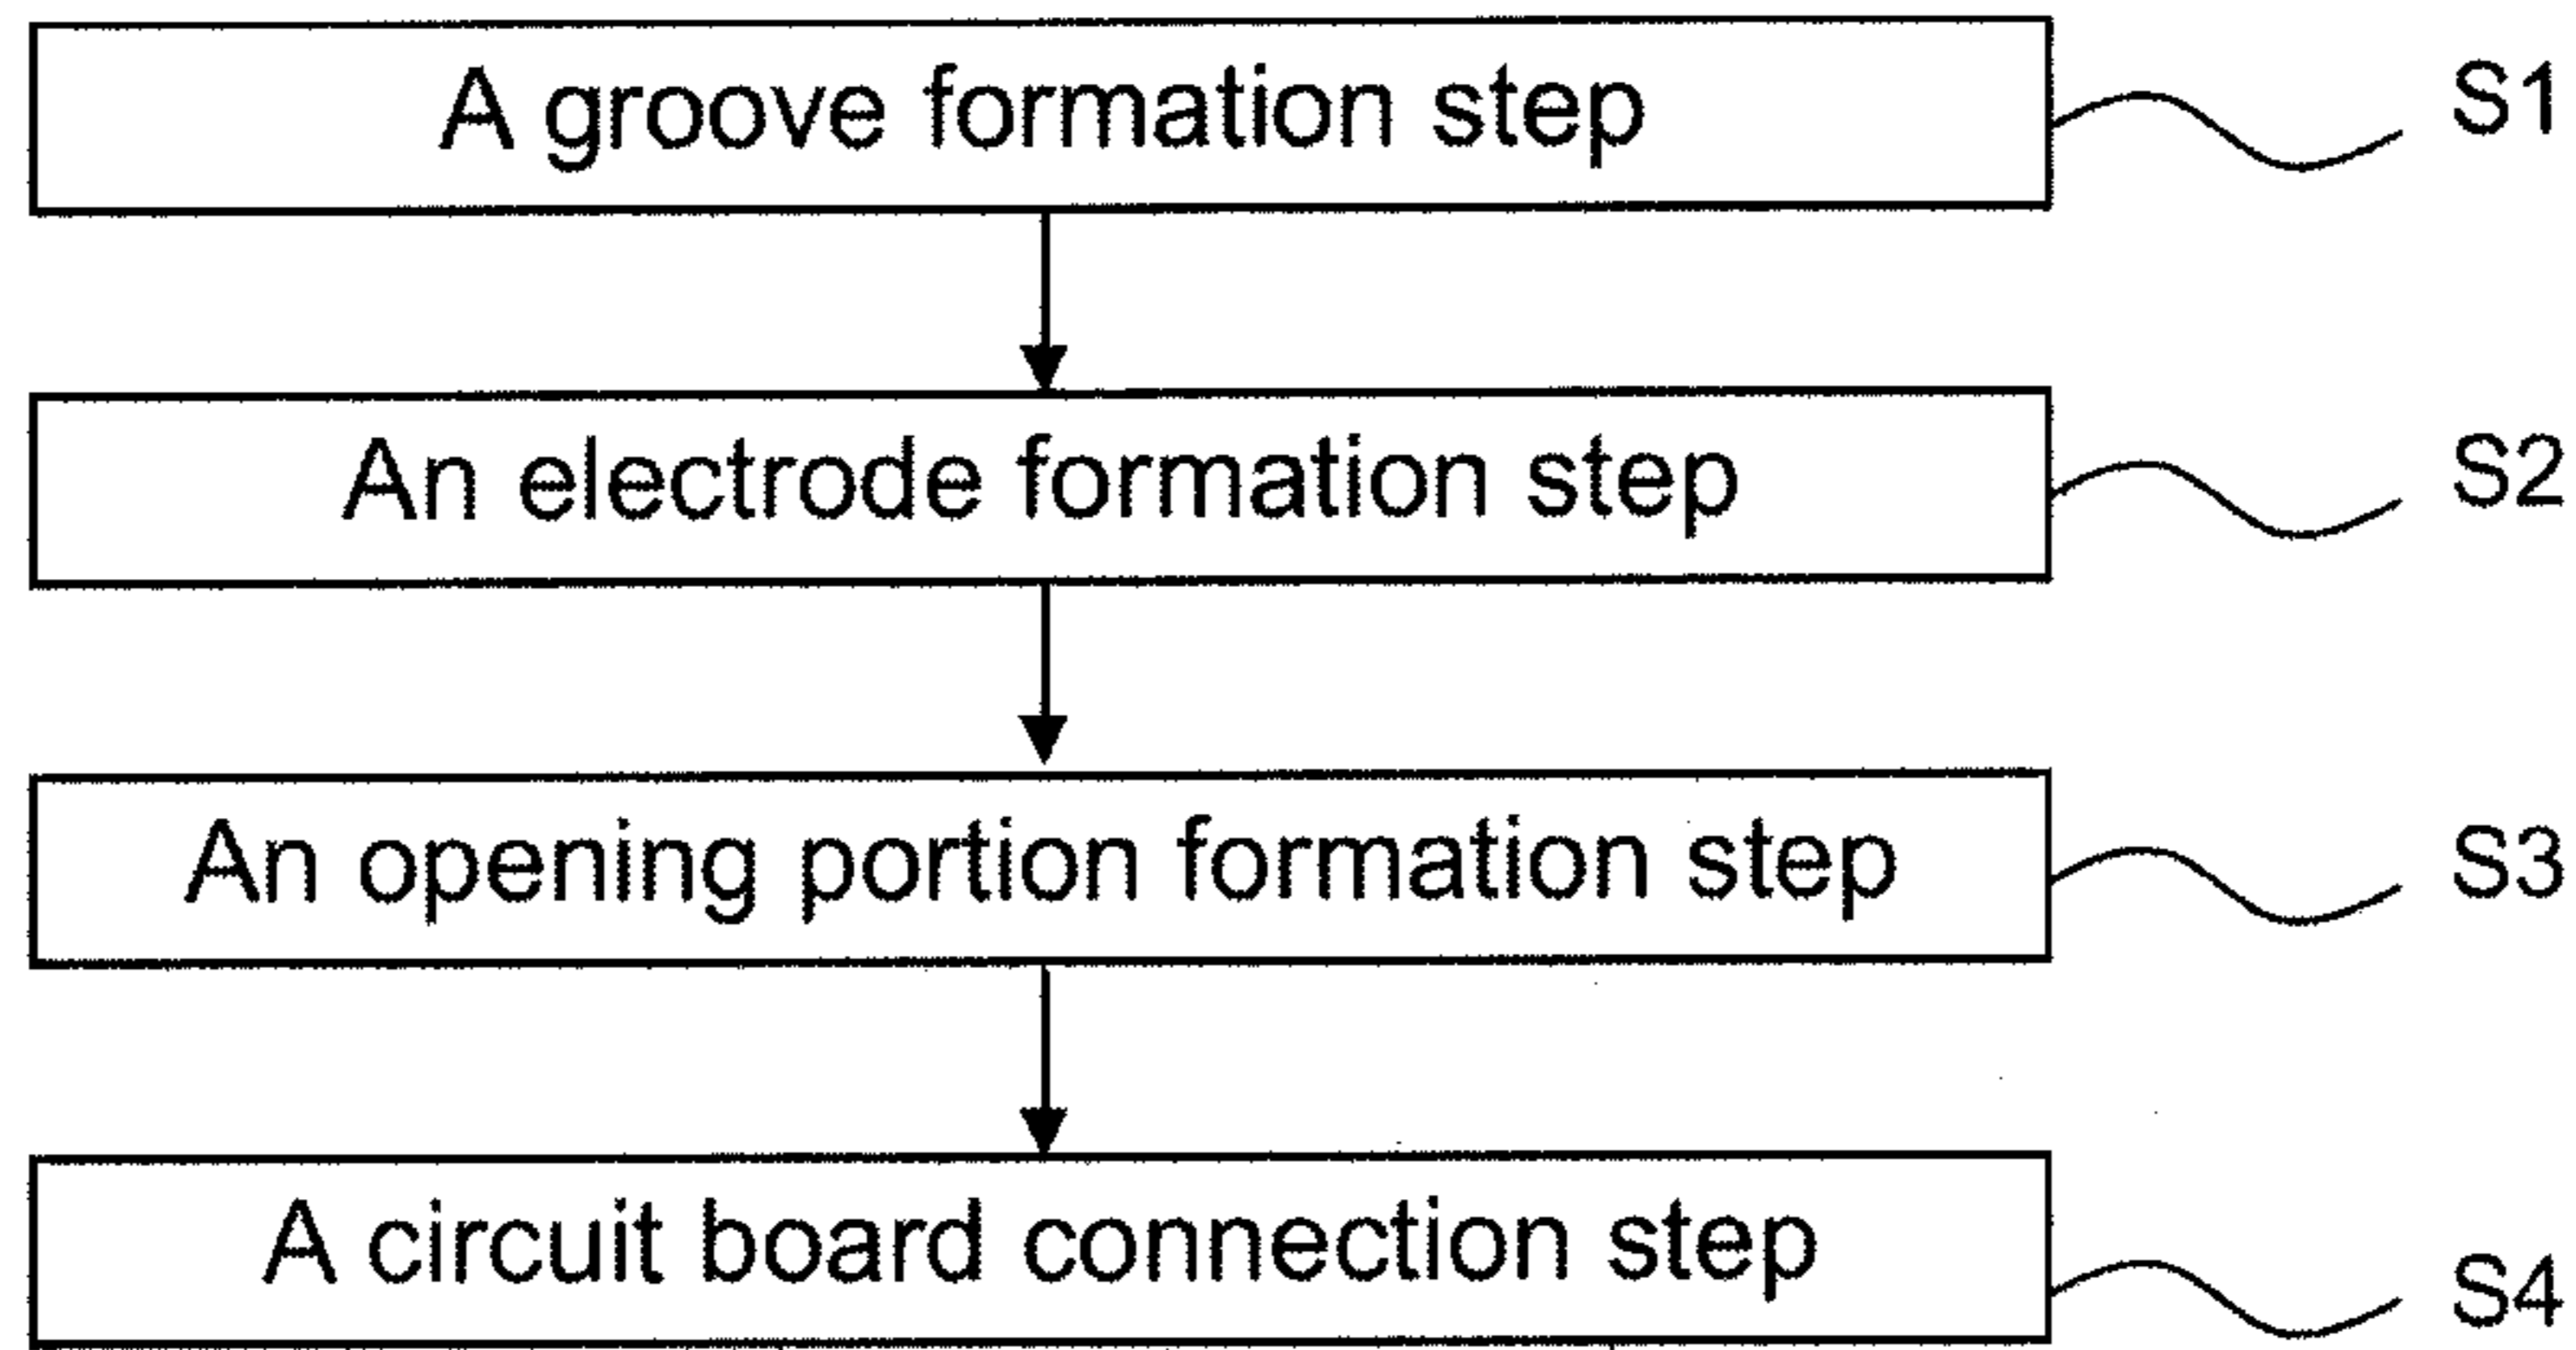 A groove formation step S1
An electrode formation step S2
An opening portion formation step S3
A circuit board connection step S4